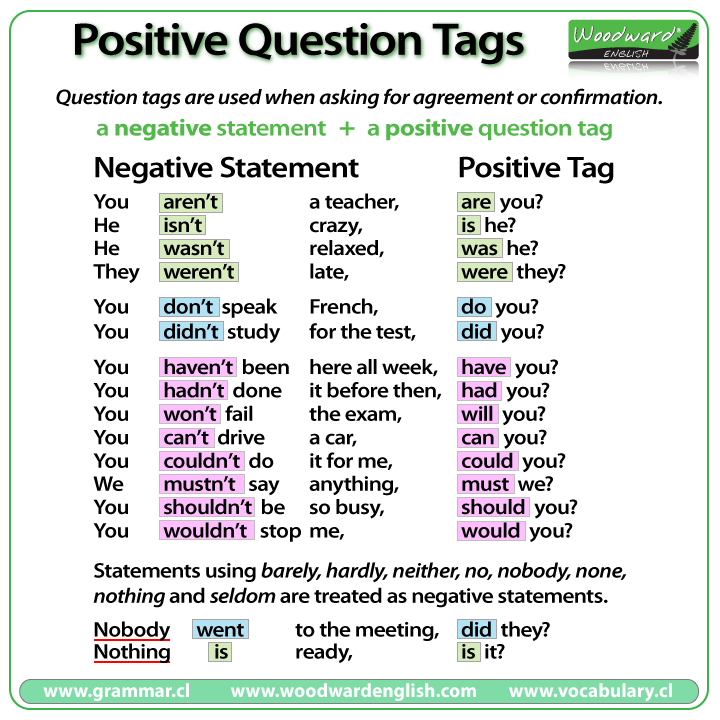 Positive Question Tags
Woodward®
ENGLISH
Question tags are used when asking for agreement or confirmation.
a negative statement + a positive question tag
Negative Statement Positive Tag
You aren't a teacher, are you?
He isn't crazy, is he?
He wasn't relaxed, was he?
They weren't late, were they?
You don't speak French, do you?
You didn't study for the test, did you?
You haven't been here all week, have you?
You hadn't done it before then, had you?
You won't fail the exam, will you?
You can't drive a car, can you?
You couldn't do it for me, could you?
We mustn't say anything, must we?
You shouldn't be so busy, should you?
You wouldn't stop me, would you?
Statements using barely, hardly, neither, no, nobody, none,
nothing and seldom are treated as negative statements.
Nobody went to the meeting, did they?
Nothing is ready, is it?
www.grammar.cl www.woodwardenglish.com www.vocabulary.cl